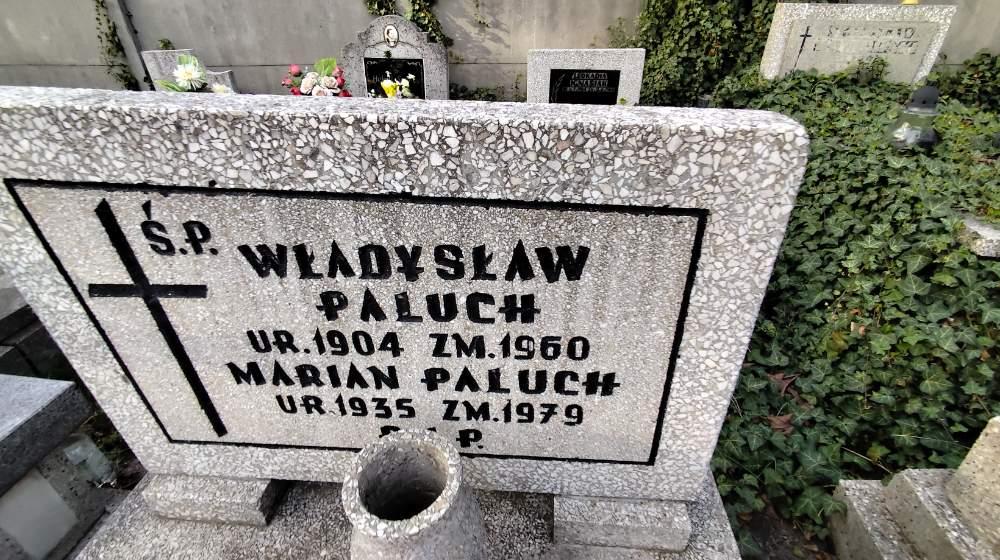 Ś.P.
WŁADYSŁAW
PALUCH
UR.1904 ZM.1960
MARIAN PALUCH
UR.1935 ZM.1979
P.